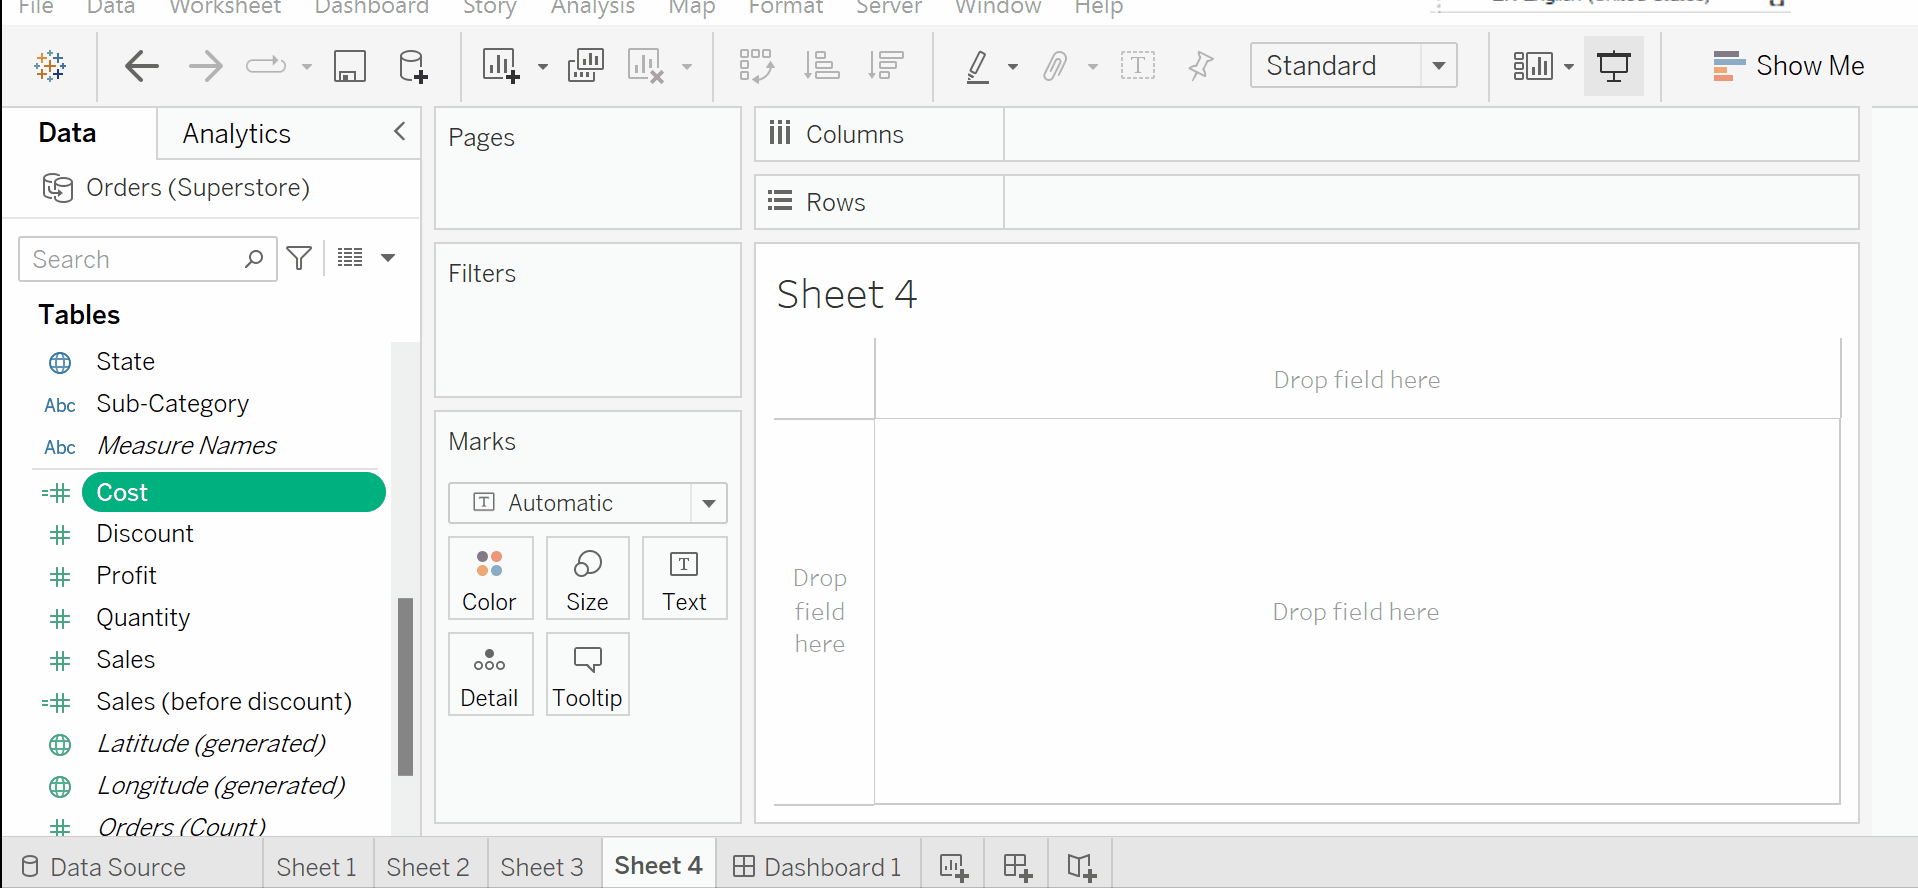 File Data Worksheet Dashboard Story Analysis Map Format Server Window Help
Standard
Show Me
Data
Analytics
Orders (Superstore)
Search
Tables
State
Abc Sub-Category
Abc Measure Names
Cost
Discount
Profit
Quantity
Sales
Sales (before discount)
Latitude (generated)
Longitude (generated)
Orders (Count)
Pages
Filters
Marks
Automatic
Color
Size
Text
Detail
Tooltip
Columns
Rows
Sheet 4
Drop field here
Drop
field
here
Drop field here
Data Source
Sheet 1
Sheet 2
Sheet 3
Sheet 4
Dashboard 1